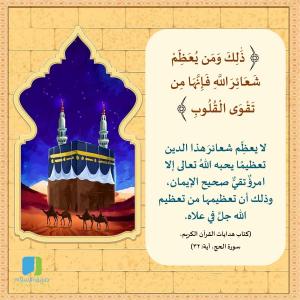 ﴿ ذَٰلِكَ وَمَن يُعَظِّمْ
شَعَائِرَ اللَّهِ فَإِنَّهَا مِن
تَقْوَى الْقُلُوبِ ﴾
لا يعظِّم شعائرَ هذا الدين
تعظيمًا يحبه اللهُ تعالى إلا
امرؤٌ تقيٌّ صحيح الإيمان،
وذلك أن تعظيمها من تعظيم
الله جلَّ في علاه.
(كتاب هدايات القرآن الكريم.
سورة الحج، آية: ٣٢)